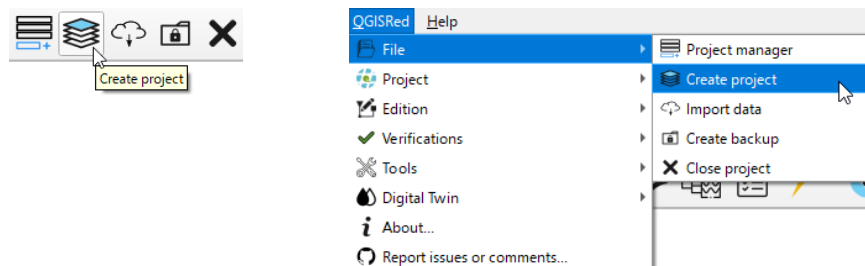 Create project
QGISRed Help
File
Project
Edition
Verifications
Tools
Digital Twin
About...
Report issues or comments...
Project manager
Create project
Import data
Create backup
Close project